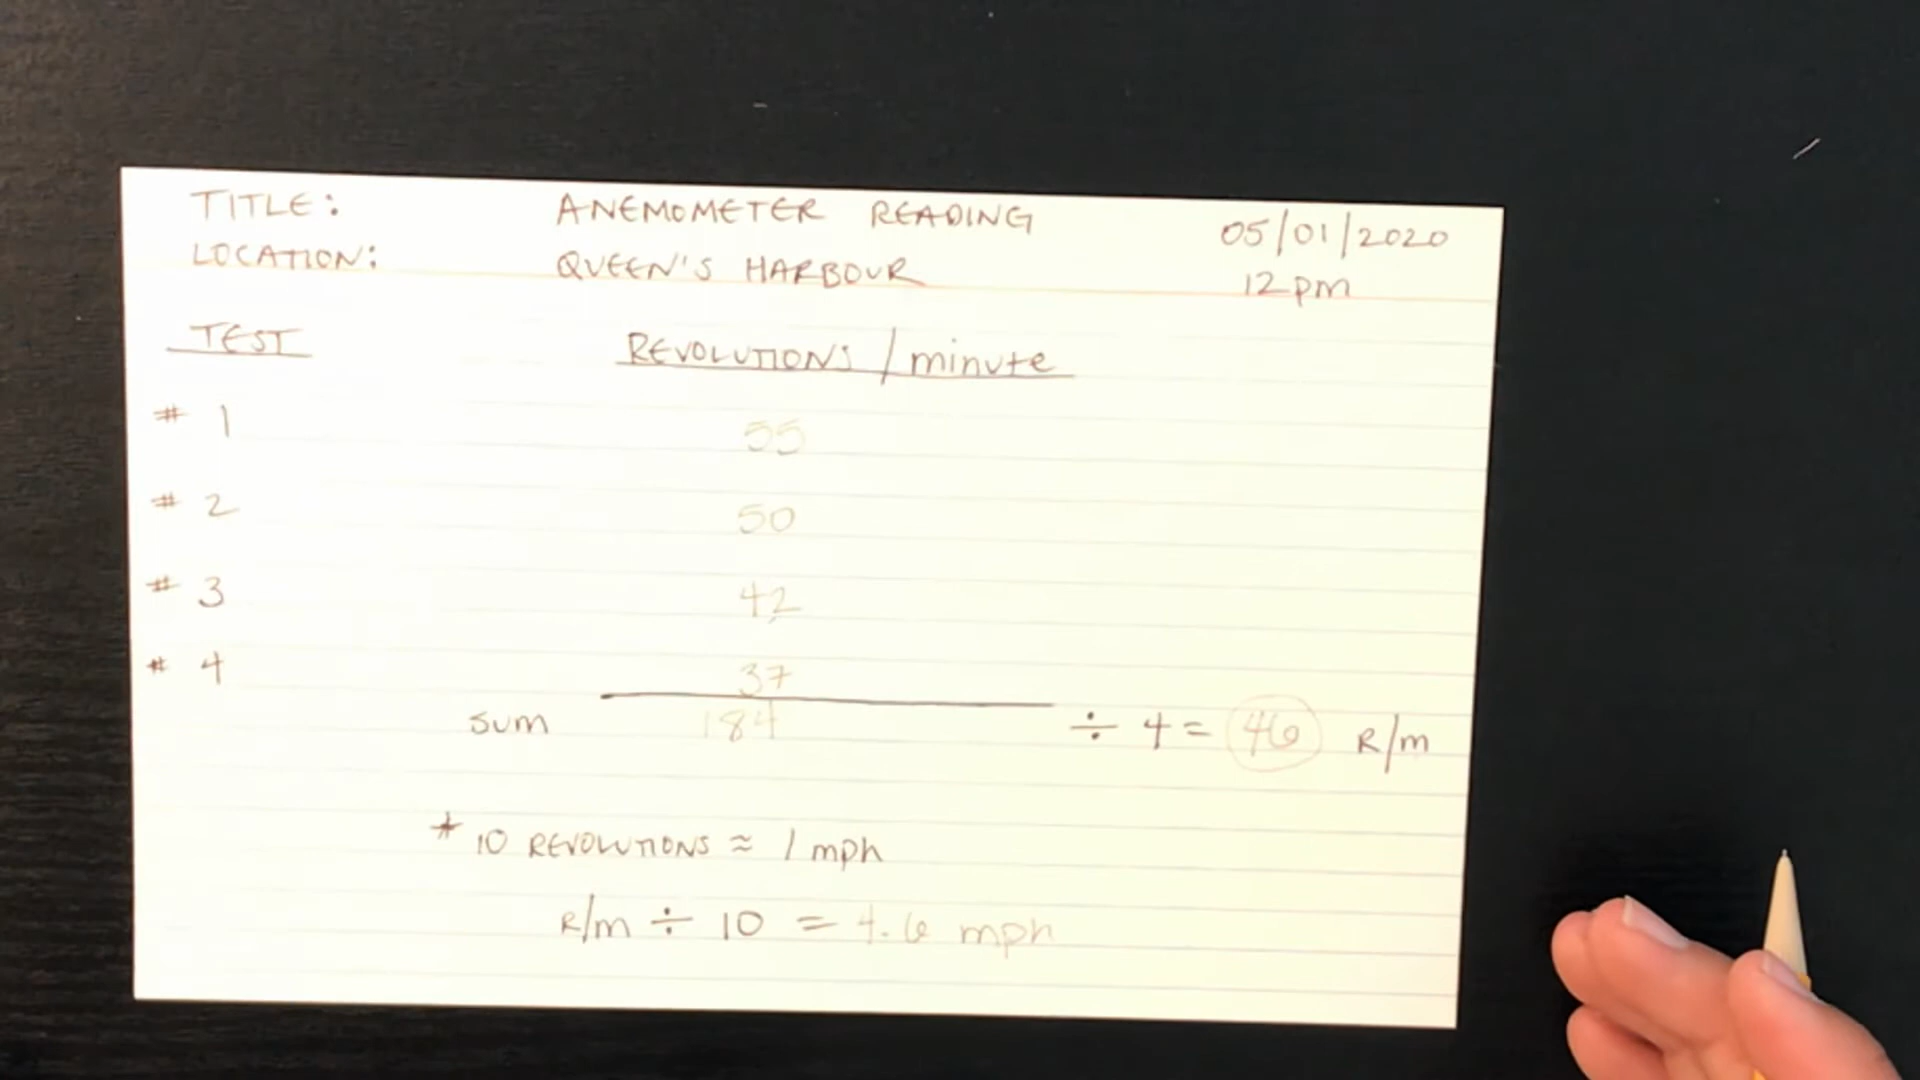 TITLE: ANEMOMETER READING 05/01/2020
LOCATION: QUEEN'S HARBOUR 12pm
TEST REVOLUTIONS/minute
# 1 55
# 2 50
# 3 42
# 4 37
sum 184 ÷ 4 = 46 R/m
* 10 REVOLUTIONS ≈ 1 mph
R/m ÷ 10 = 4.6 mph